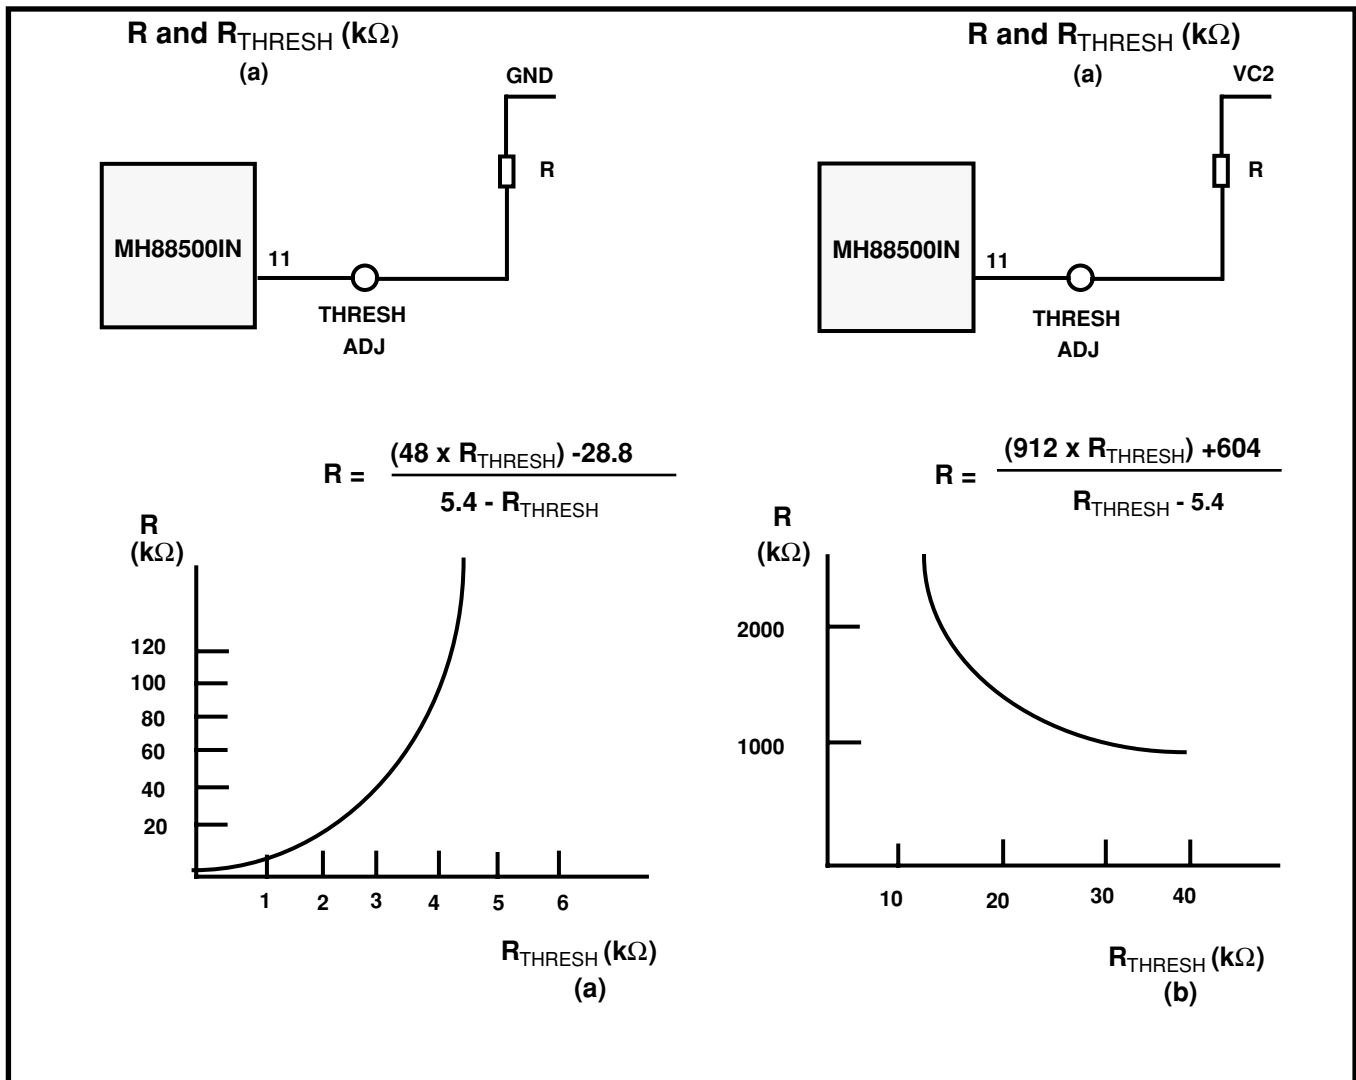 R and RTHRESH (kΩ)
(a)
GND
R
MH88500IN
11
THRESH
ADJ
R and RTHRESH (kΩ)
(a)
VC2
R
MH88500IN
11
THRESH
ADJ
R = (48 x RTHRESH) -28.8
5.4 - RTHRESH
R
(kΩ)
120
100
80
60
40
20
1 2 3 4 5 6
RTHRESH (kΩ)
(a)
R = (912 x RTHRESH) +604
RTHRESH - 5.4
R
(kΩ)
2000
1000
10 20 30 40
RTHRESH (kΩ)
(b)